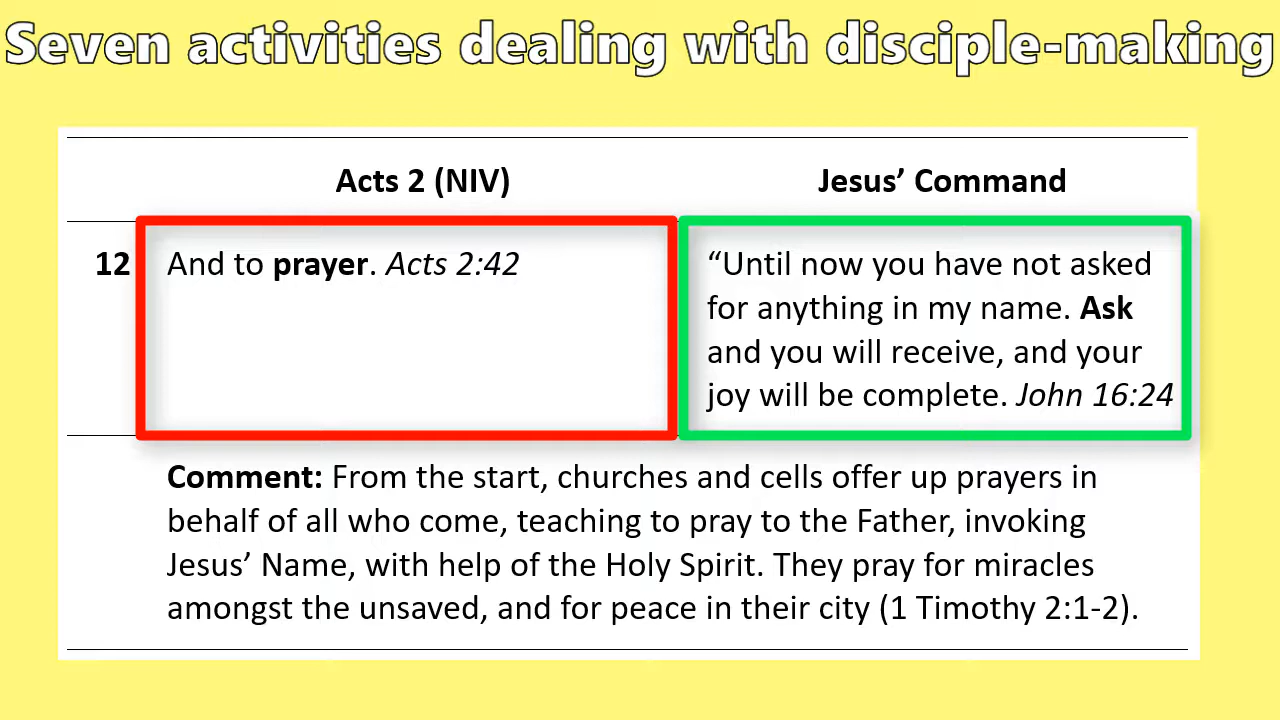 Seven activities dealing with disciple-making
Acts 2 (NIV)
Jesus’ Command
12
And to prayer. Acts 2:42
“Until now you have not asked
for anything in my name. Ask
and you will receive, and your
joy will be complete. John 16:24
Comment: From the start, churches and cells offer up prayers in
behalf of all who come, teaching to pray to the Father, invoking
Jesus’ Name, with help of the Holy Spirit. They pray for miracles
amongst the unsaved, and for peace in their city (1 Timothy 2:1-2).